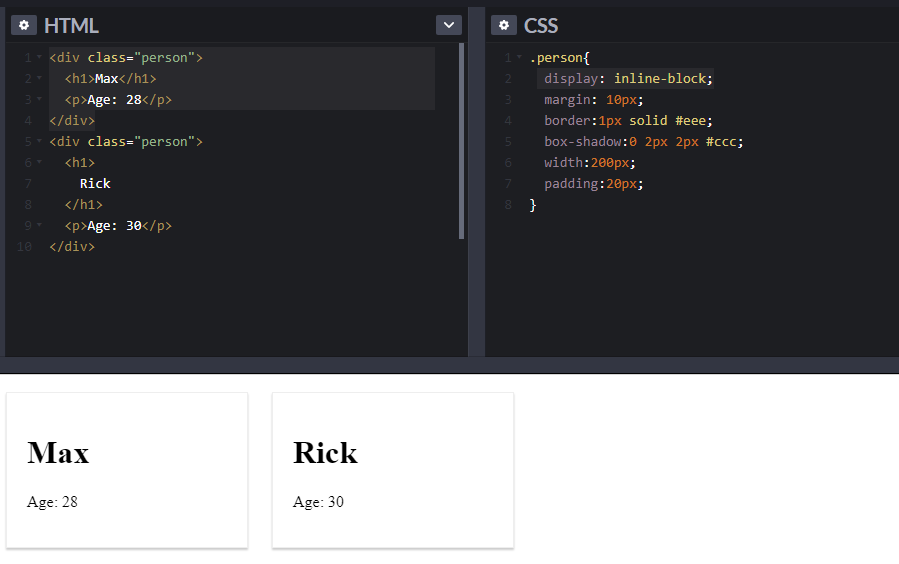 HTML
1 <div class="person">
2   <h1>Max</h1>
3   <p>Age: 28</p>
4 </div>
5 <div class="person">
6   <h1>
7     Rick
8   </h1>
9   <p>Age: 30</p>
10 </div>
CSS
1 .person{
2   display: inline-block;
3   margin: 10px;
4   border:1px solid #eee;
5   box-shadow:0 2px 2px #ccc;
6   width:200px;
7   padding:20px;
8 }
Max
Age: 28
Rick
Age: 30